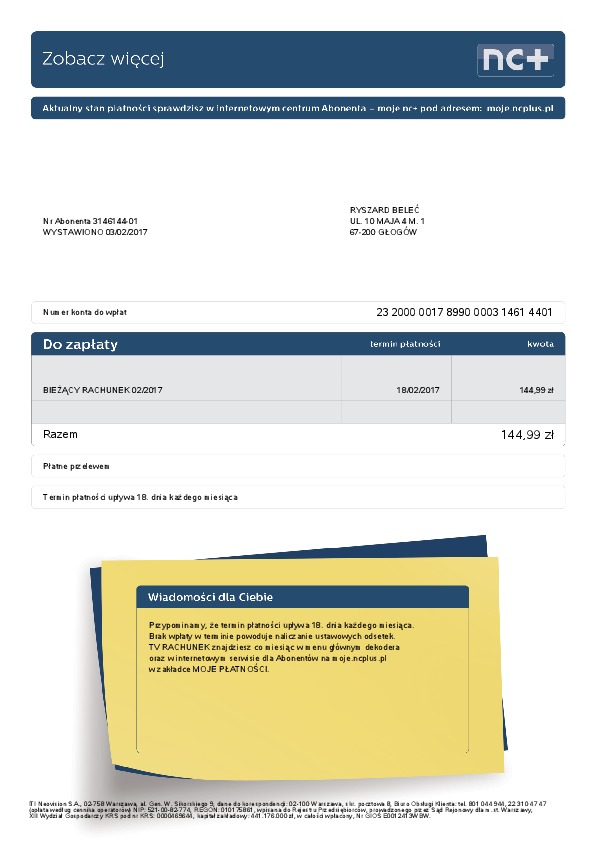 Zobacz więcej
nc+
Aktualny stan płatności sprawdzisz w Internetowym centrum Abonenta – moje nc+ pod adresem: moje.ncplus.pl
RYSZARD BELEĆ
Nr Abonenta 3146144-01
UL. 10 MAJA 4 M. 1
WYSTAWIONO 03/02/2017
67-200 GŁOGÓW
Numer konta do wpłat 23 2000 0017 8990 0003 1461 4401
Do zapłaty termin płatności kwota
BIEŻĄCY RACHUNEK 02/2017 18/02/2017 144,99 zł
Razem 144,99 zł
Płatne przelewem
Termin płatności upływa 18. dnia każdego miesiąca
Wiadomości dla Ciebie
Przypominamy, że termin płatności upływa 18. dnia każdego miesiąca.
Brak wpłaty w terminie powoduje naliczanie ustawowych odsetek.
TV RACHUNEK znajdziesz co miesiąc w menu głównym dekodera
oraz w internetowym serwisie dla Abonentów na moje.ncplus.pl
w zakładce MOJE PŁATNOŚCI.
ITI Neovision S.A., 02-758 Warszawa, al. Gen. W. Sikorskiego 9, dane do korespondencji: 02-100 Warszawa, skr. pocztowa 8, Biuro Obsługi Klienta: tel. 801 044 944, 22 310 47 47
(opłata według cennika operatorów) NIP: 521-00-82-774, REGON: 010175861, wpisana do Rejestru Przedsiębiorców, prowadzonego przez Sąd Rejonowy dla m. st. Warszawy,
XIII Wydział Gospodarczy KRS pod nr KRS: 0000469644, kapitał zakładowy: 441.176.000 zł, w całości wpłacony, Nr GIOŚ E0012413WBW.